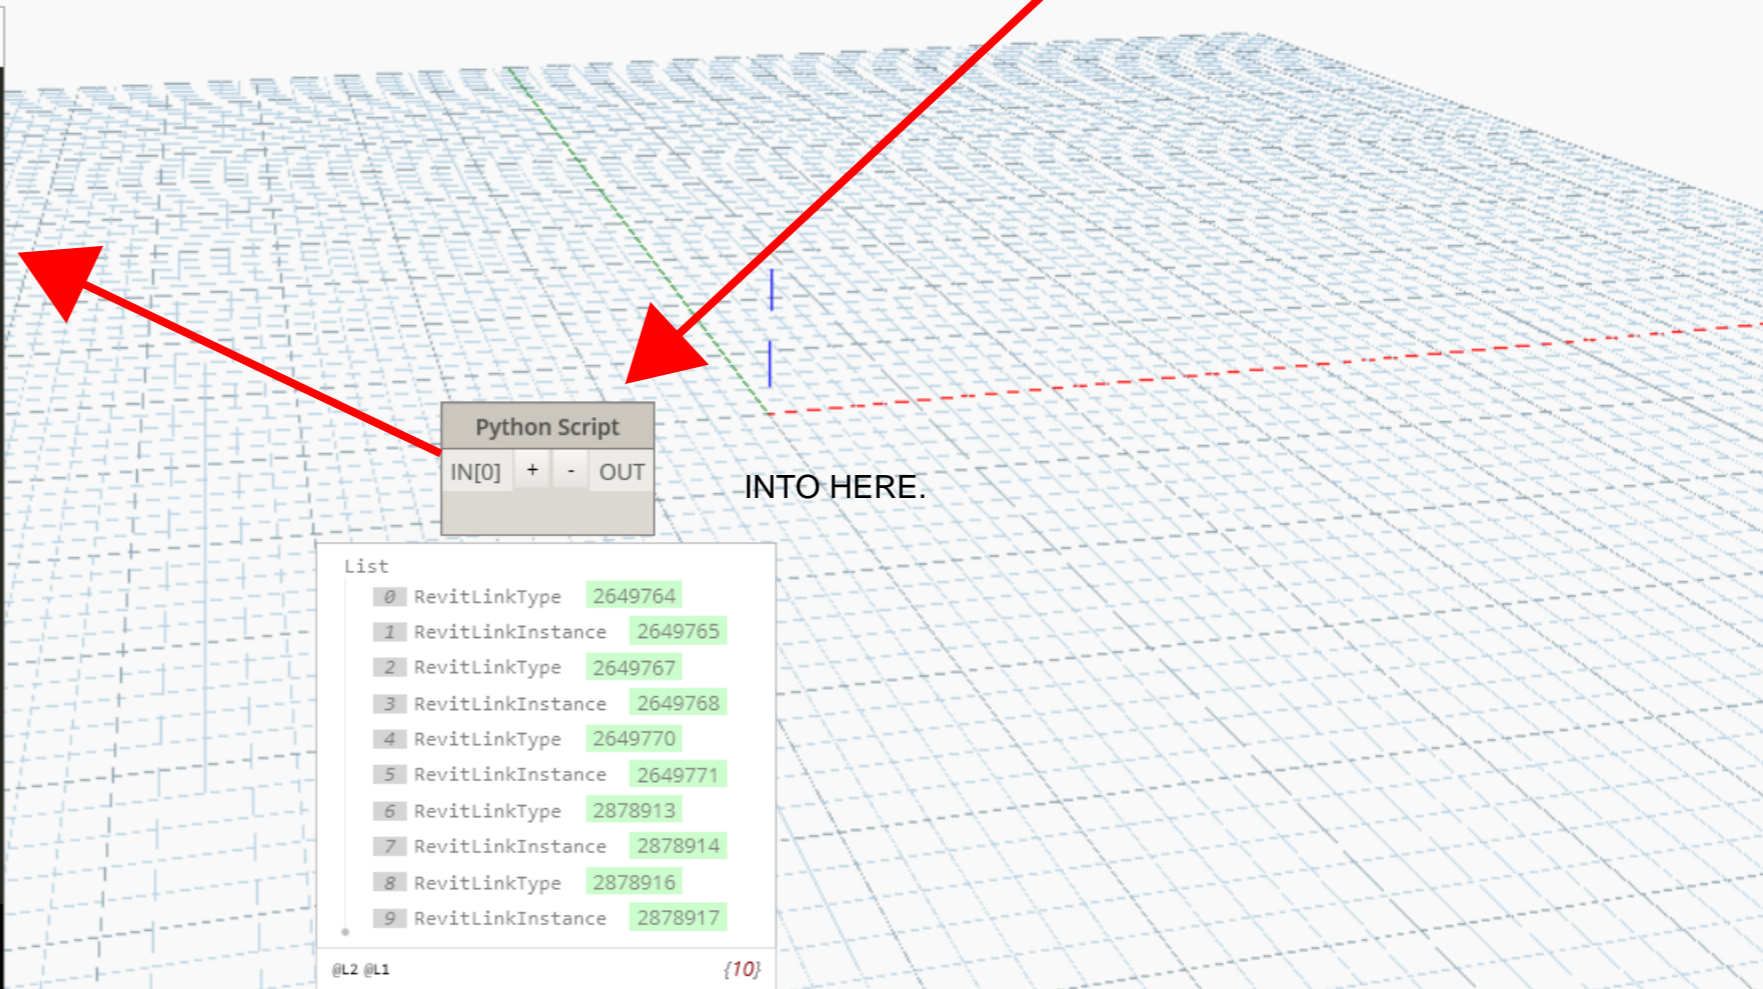 Python Script
IN[0] + - OUT
INTO HERE.
List
0 RevitLinkType 2649764
1 RevitLinkInstance 2649765
2 RevitLinkType 2649767
3 RevitLinkInstance 2649768
4 RevitLinkType 2649770
5 RevitLinkInstance 2649771
6 RevitLinkType 2878913
7 RevitLinkInstance 2878914
8 RevitLinkType 2878916
9 RevitLinkInstance 2878917
@L2 @L1 {10}